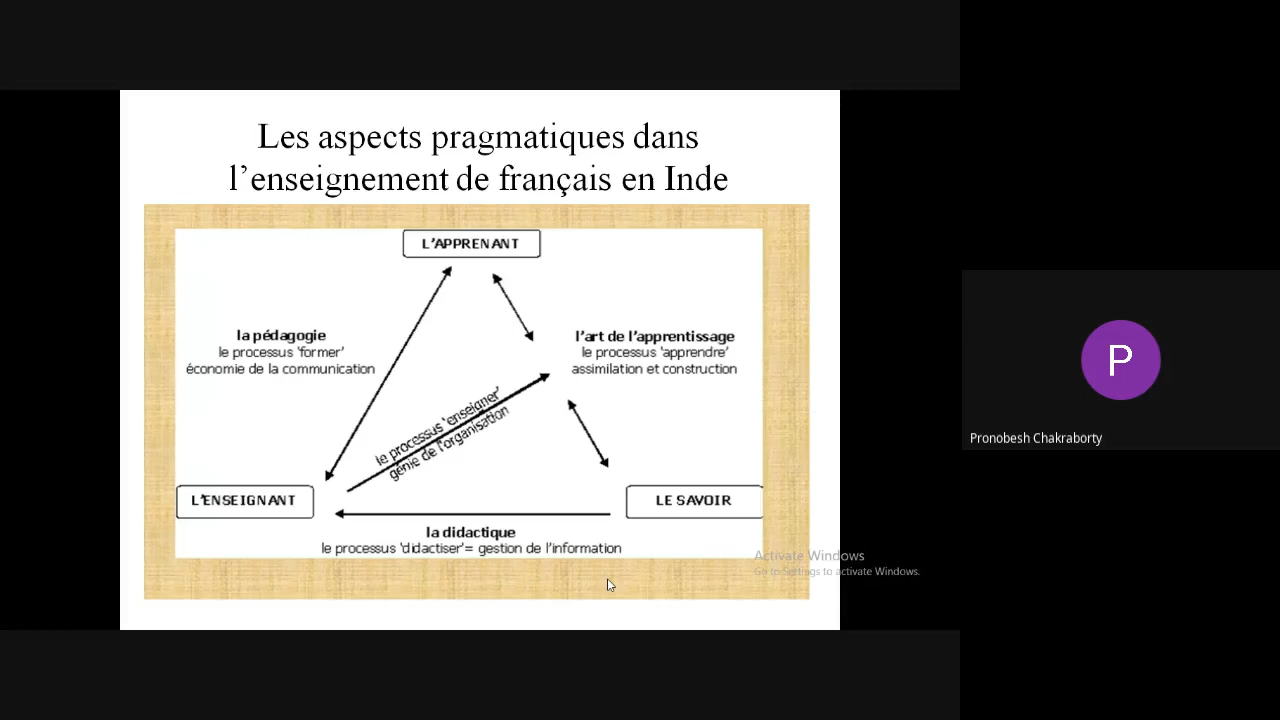 Les aspects pragmatiques dans
l’enseignement de français en Inde
L’APPRENANT
la pédagogie
le processus 'former'
économie de la communication
l’art de l’apprentissage
le processus 'apprendre'
assimilation et construction
le processus 'enseigner'
génie de l'organisation
L’ENSEIGNANT
LE SAVOIR
la didactique
le processus 'didactiser'= gestion de l’information
Activate Windows
Go to Settings to activate Windows.
P
Pronobesh Chakraborty